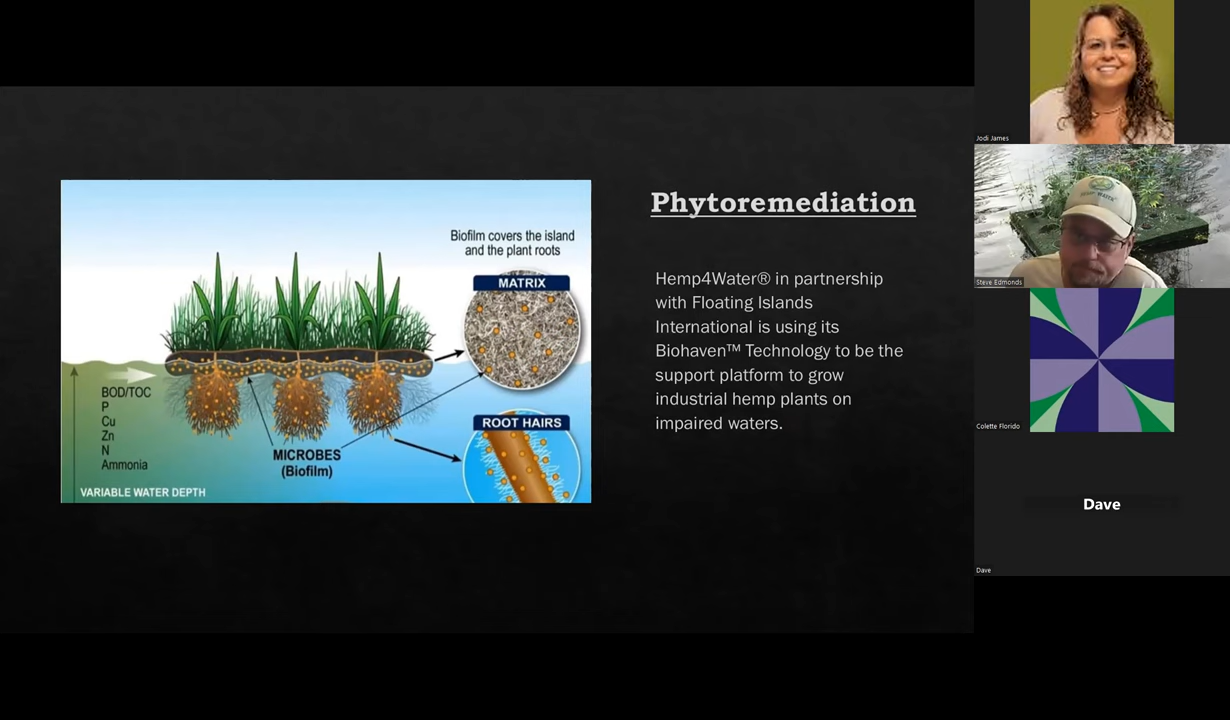 Phytoremediation
Biofilm covers the island
and the plant roots
MATRIX
BOD/TOC
P
Cu
Zn
N
Ammonia
ROOT HAIRS
MICROBES
(Biofilm)
VARIABLE WATER DEPTH
Hemp4Water® in partnership
with Floating Islands
International is using its
Biohaven™ Technology to be the
support platform to grow
industrial hemp plants on
impaired waters.
Jodi James
Steve Edmonds
Colette Florido
Dave
Dave